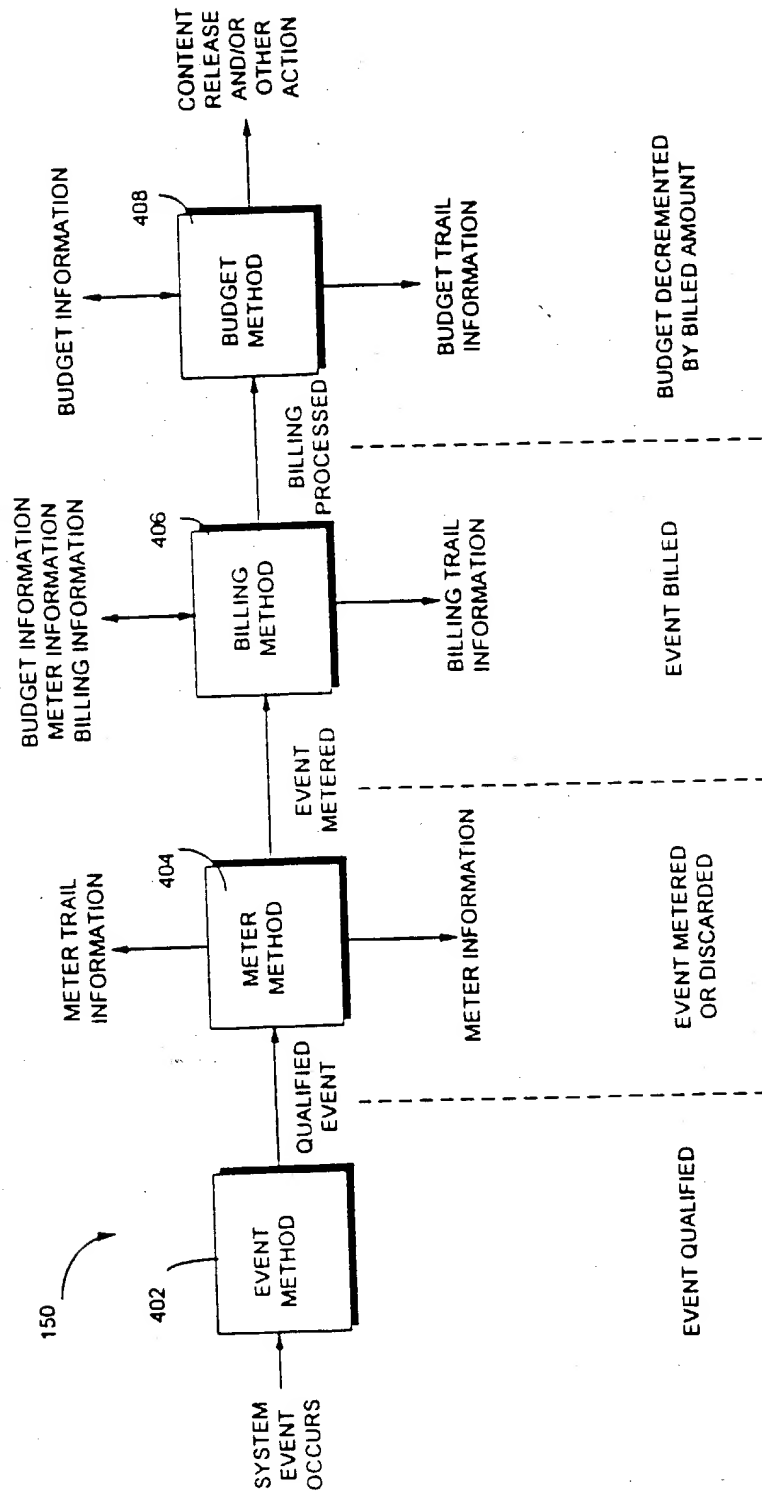 150
SYSTEM
EVENT
OCCURS
402
EVENT
METHOD
QUALIFIED
EVENT
METER TRAIL
INFORMATION
404
METER
METHOD
METER INFORMATION
EVENT
METERED
BUDGET INFORMATION
METER INFORMATION
BILLING INFORMATION
406
BILLING
METHOD
BILLING TRAIL
INFORMATION
BILLING
PROCESSED
BUDGET INFORMATION
408
BUDGET
METHOD
BUDGET TRAIL
INFORMATION
CONTENT
RELEASE
AND/OR
OTHER
ACTION
EVENT QUALIFIED
EVENT METERED
OR DISCARDED
EVENT BILLED
BUDGET DECREMENTED
BY BILLED AMOUNT